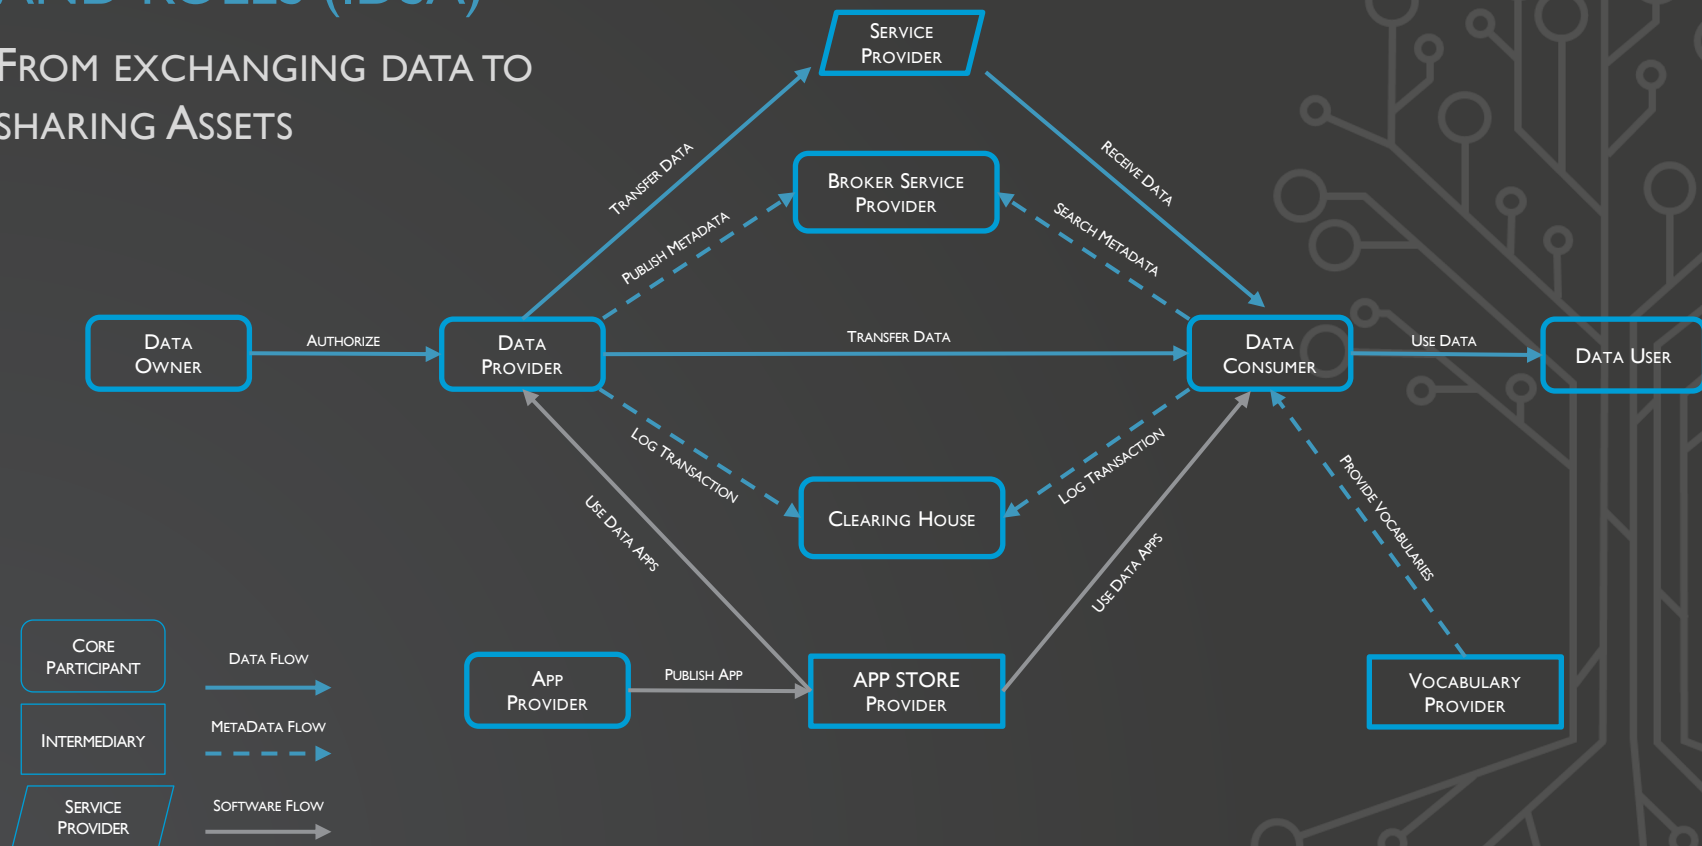 AND ROLES (IDSA)
FROM EXCHANGING DATA TO
SHARING ASSETS
SERVICE
PROVIDER
TRANSFER DATA
RECEIVE DATA
BROKER SERVICE
PROVIDER
PUBLISH METADATA
SEARCH METADATA
DATA
OWNER
AUTHORIZE
DATA
PROVIDER
TRANSFER DATA
DATA
CONSUMER
USE DATA
DATA USER
LOG TRANSACTION
LOG TRANSACTION
USE DATA APPS
CLEARING HOUSE
USE DATA APPS
PROVIDE VOCABULARIES
APP
PROVIDER
PUBLISH APP
APP STORE
PROVIDER
VOCABULARY
PROVIDER
CORE
PARTICIPANT
DATA FLOW
INTERMEDIARY
METADATA FLOW
SERVICE
PROVIDER
SOFTWARE FLOW